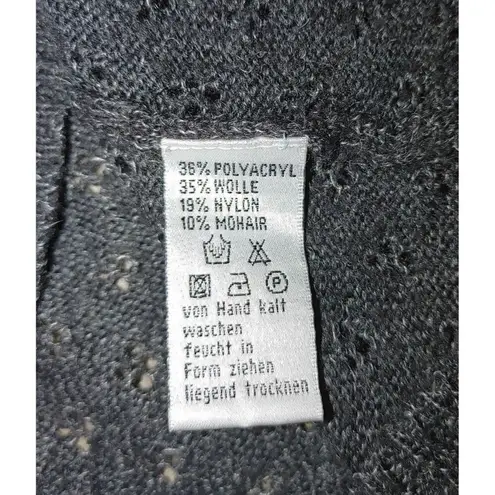 36% POLYACRYL
35% WOLLE
19% NYLON
10% MOHAIR
P
von Hand kalt
waschen
feucht in
Form ziehen
liegend trocknen